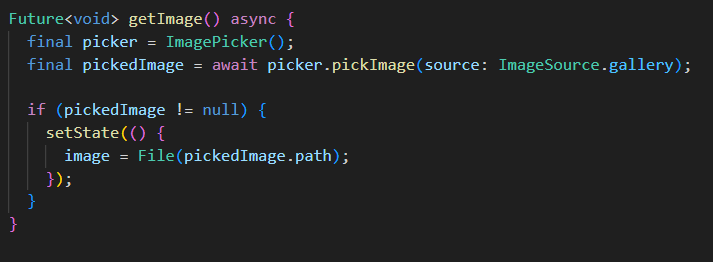 Future<void> getImage() async {
  final picker = ImagePicker();
  final pickedImage = await picker.pickImage(source: ImageSource.gallery);

  if (pickedImage != null) {
    setState(() {
      image = File(pickedImage.path);
    });
  }
}